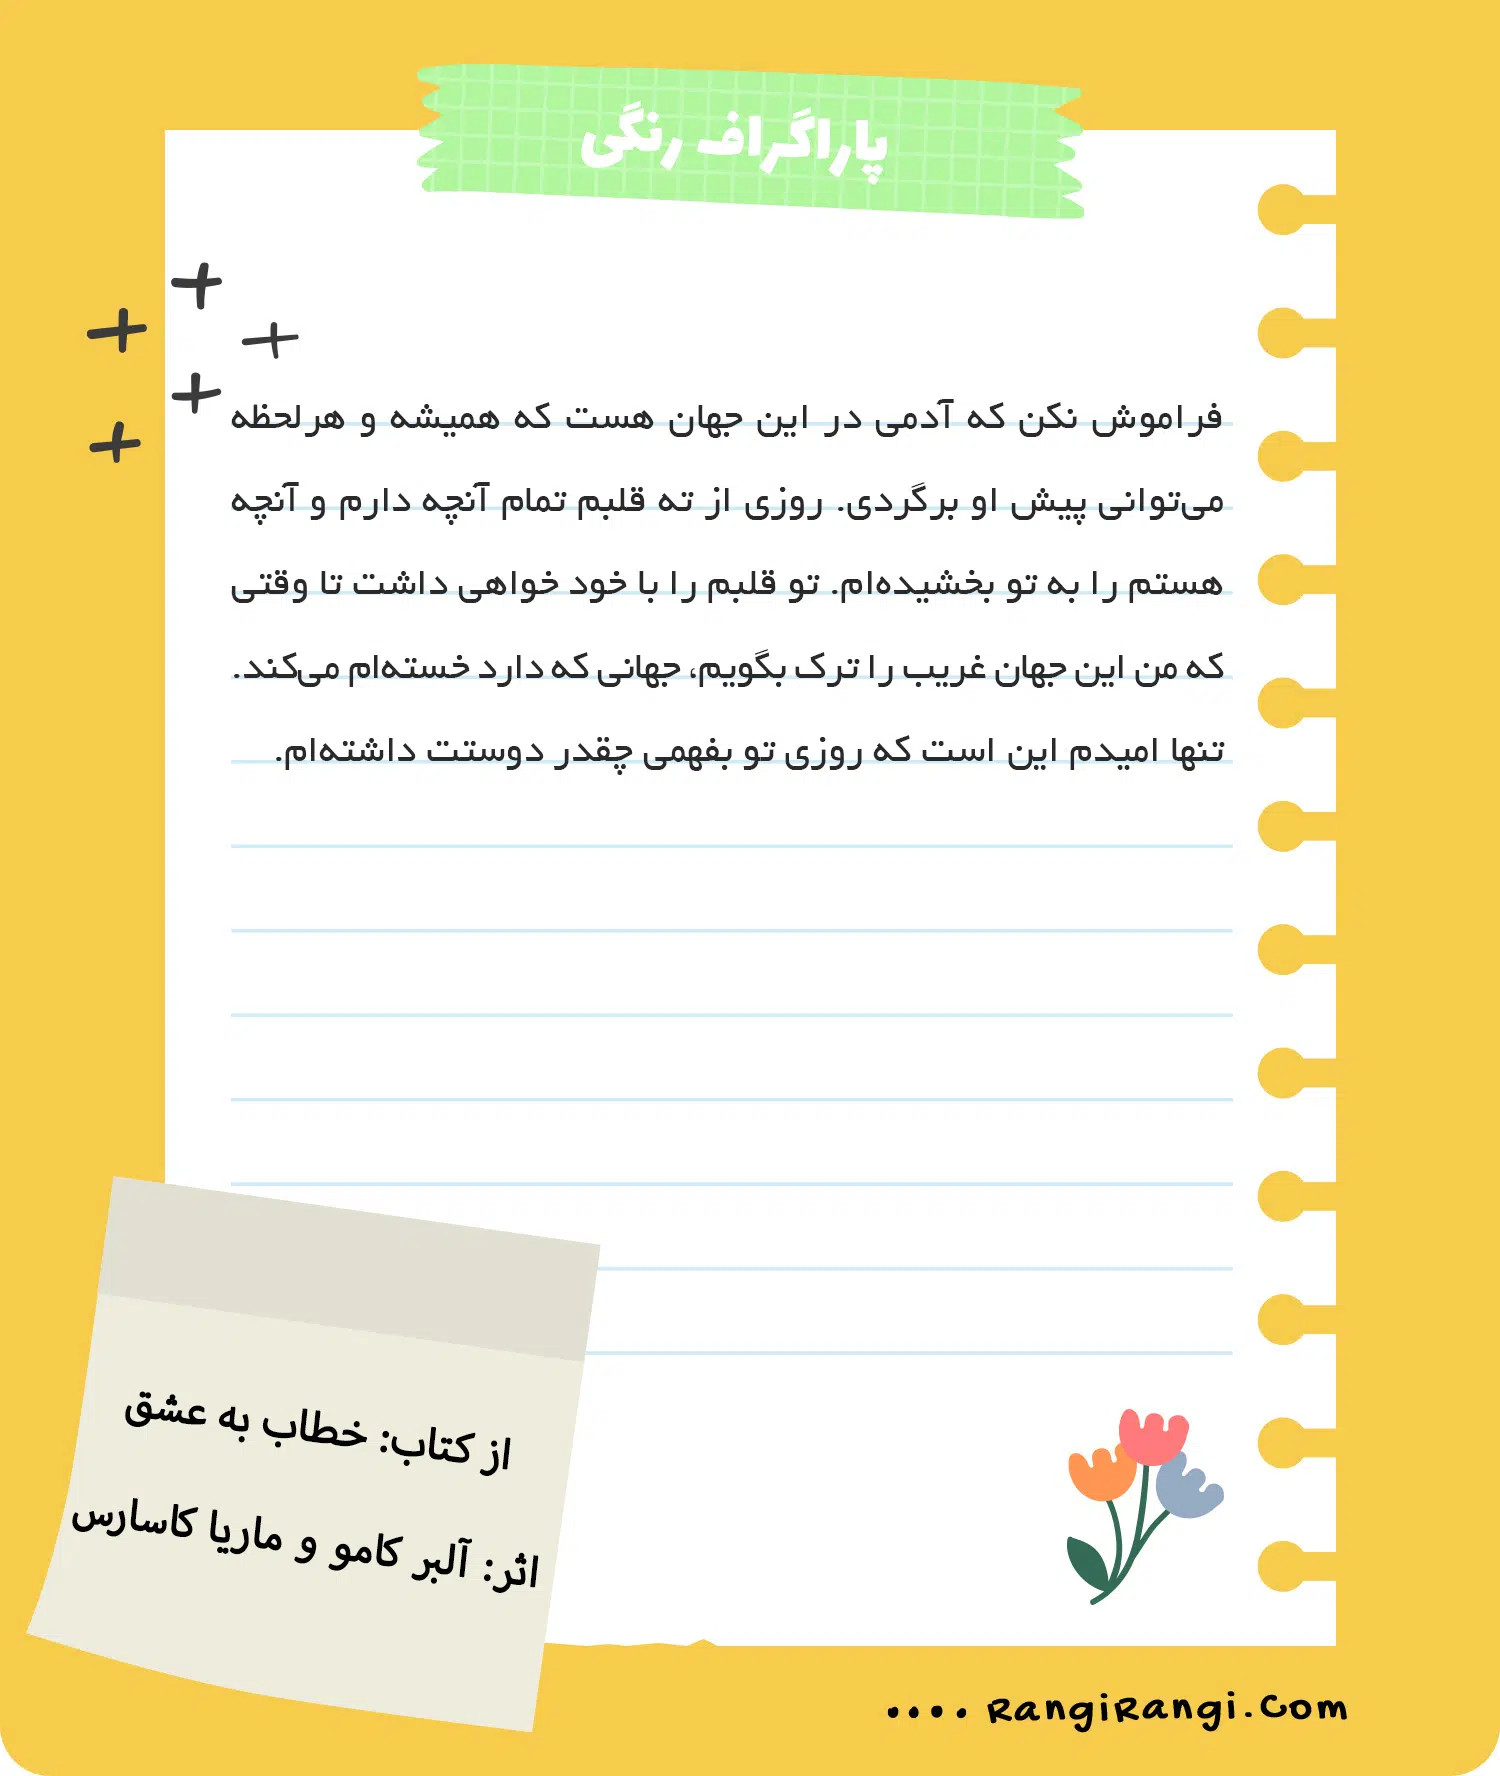 پاراگراف رنگی
فراموش نکن که آدمی در این جهان هست که همیشه و هرلحظه
می‌توانی پیش او برگردی. روزی از ته قلبم تمام آنچه دارم و آنچه
هستم را به تو بخشیده‌ام. تو قلبم را با خود خواهی داشت تا وقتی
که من این جهان غریب را ترک بگویم، جهانی که دارد خسته‌ام می‌کند.
تنها امیدم این است که روزی تو بفهمی چقدر دوستت داشته‌ام.
از کتاب: خطاب به عشق
اثر: آلبر کامو و ماریا کاسارس
.... RangiRangi.Com